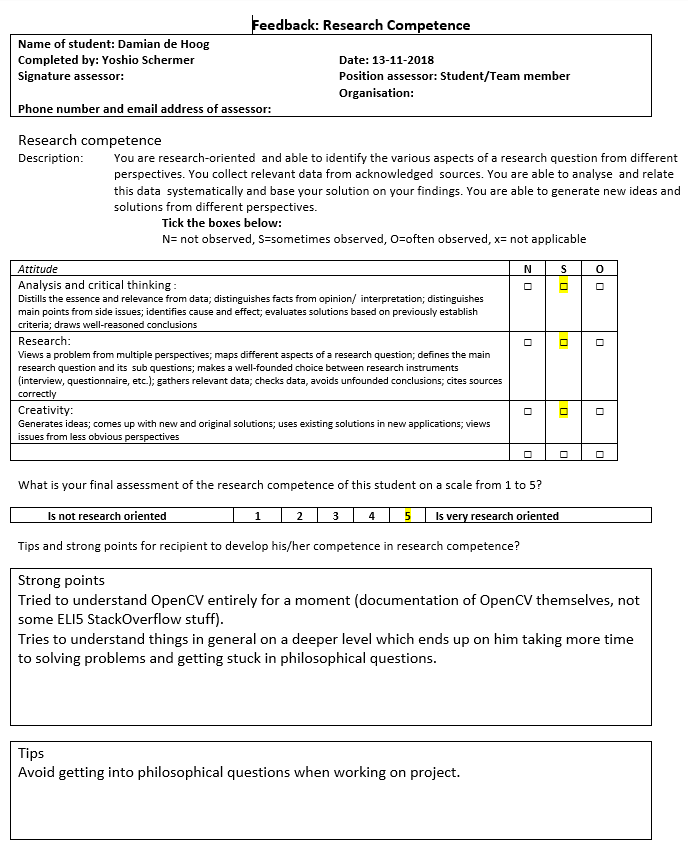 Feedback: Research Competence
Name of student: Damian de Hoog
Completed by: Yoshio Schermer Date: 13-11-2018
Signature assessor: Position assessor: Student/Team member
Organisation:
Phone number and email address of assessor:
Research competence
Description: You are research-oriented and able to identify the various aspects of a research question from different
perspectives. You collect relevant data from acknowledged sources. You are able to analyse and relate
this data systematically and base your solution on your findings. You are able to generate new ideas and
solutions from different perspectives.
Tick the boxes below:
N= not observed, S=sometimes observed, O=often observed, x= not applicable
Attitude N S O
Analysis and critical thinking : □ □ □
Distills the essence and relevance from data; distinguishes facts from opinion/ interpretation; distinguishes
main points from side issues; identifies cause and effect; evaluates solutions based on previously establish
criteria; draws well-reasoned conclusions
Research: □ □ □
Views a problem from multiple perspectives; maps different aspects of a research question; defines the main
research question and its sub questions; makes a well-founded choice between research instruments
(interview, questionnaire, etc.); gathers relevant data; checks data, avoids unfounded conclusions; cites sources
correctly
Creativity: □ □ □
Generates ideas; comes up with new and original solutions; uses existing solutions in new applications; views
issues from less obvious perspectives
□ □ □
What is your final assessment of the research competence of this student on a scale from 1 to 5?
Is not research oriented 1 2 3 4 5 Is very research oriented
Tips and strong points for recipient to develop his/her competence in research competence?
Strong points
Tried to understand OpenCV entirely for a moment (documentation of OpenCV themselves, not
some ELI5 StackOverflow stuff).
Tries to understand things in general on a deeper level which ends up on him taking more time
to solving problems and getting stuck in philosophical questions.
Tips
Avoid getting into philosophical questions when working on project.